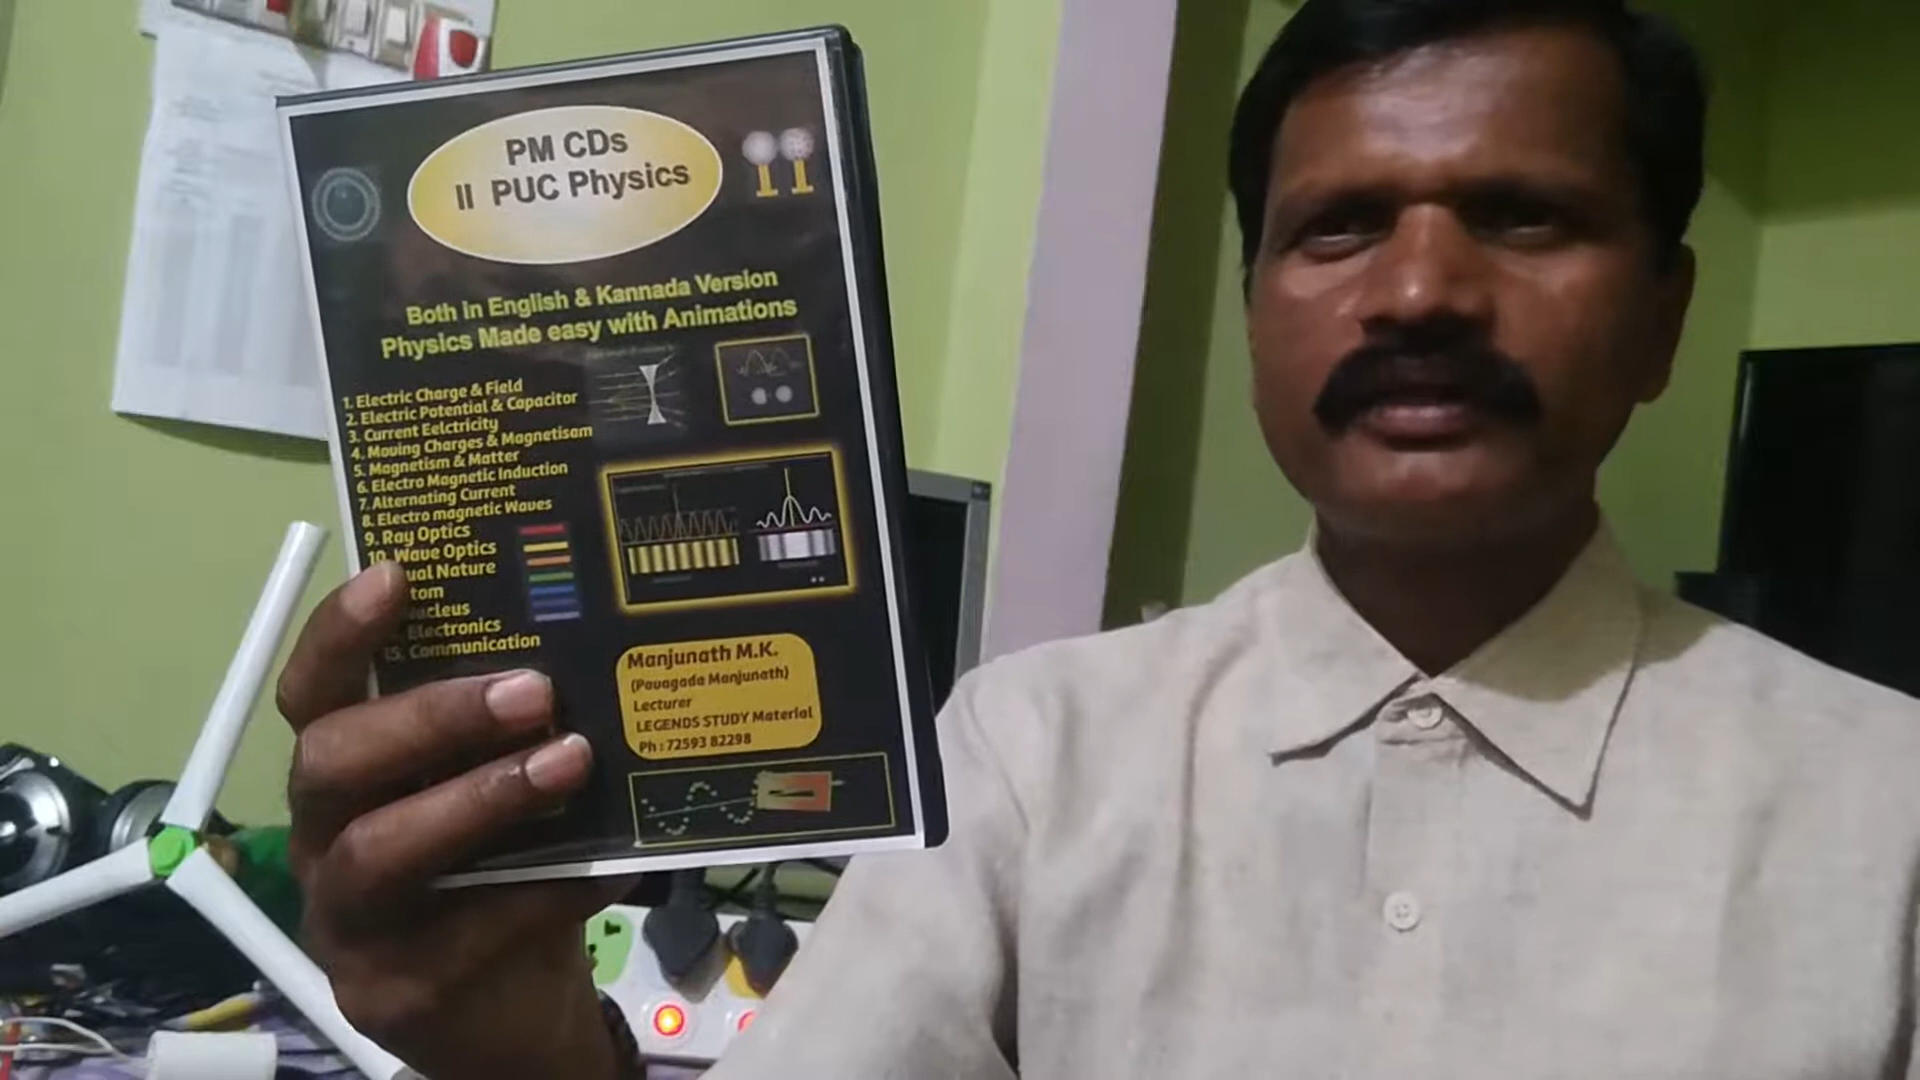 PM CDs
II PUC Physics
Both in English & Kannada Version
Physics Made easy with Animations
1. Electric Charge & Field
2. Electric Potential & Capacitor
3. Current Eelctricity
4. Moving Charges & Magnetisam
5. Magnetism & Matter
6. Electro Magnetic Induction
7. Alternating Current
8. Electro magnetic Waves
9. Ray Optics
10. Wave Optics
Nature
Electronics
15. Communication
Manjunath M.K.
(Pavagada Manjunath)
Lecturer
LEGENDS STUDY Material
Ph : 72593 82298